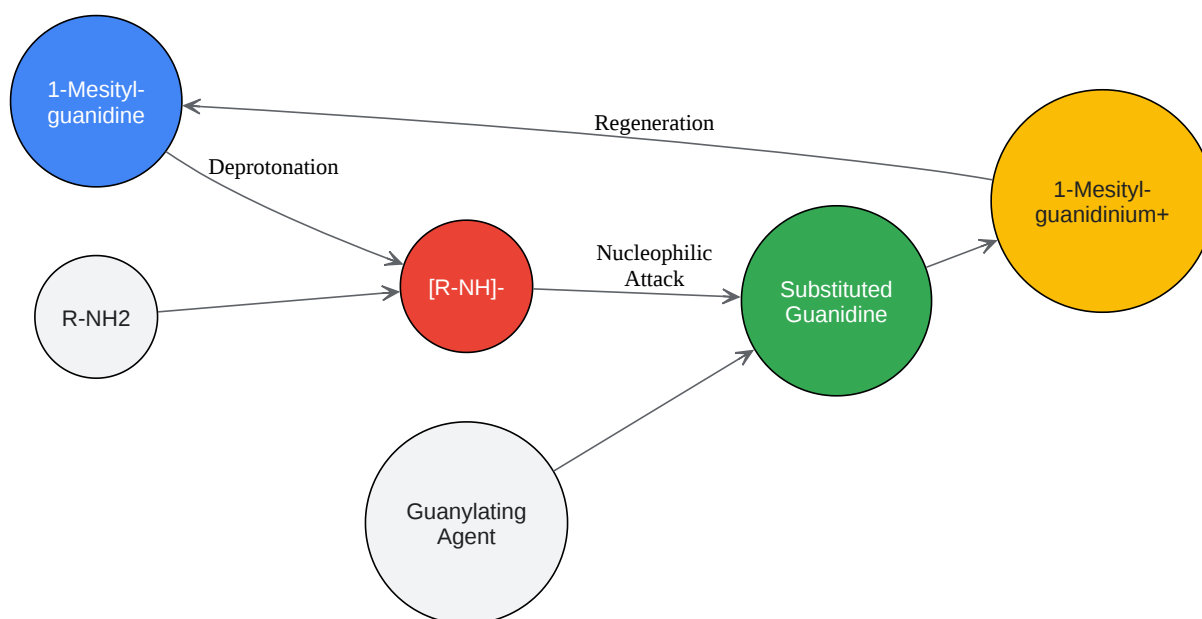 1-Mesityl-
guanidine
Regeneration
Deprotonation
1-Mesityl-
guanidinium+
R-NH2
[R-NH]-
Nucleophilic
Attack
Substituted
Guanidine
Guanylating
Agent